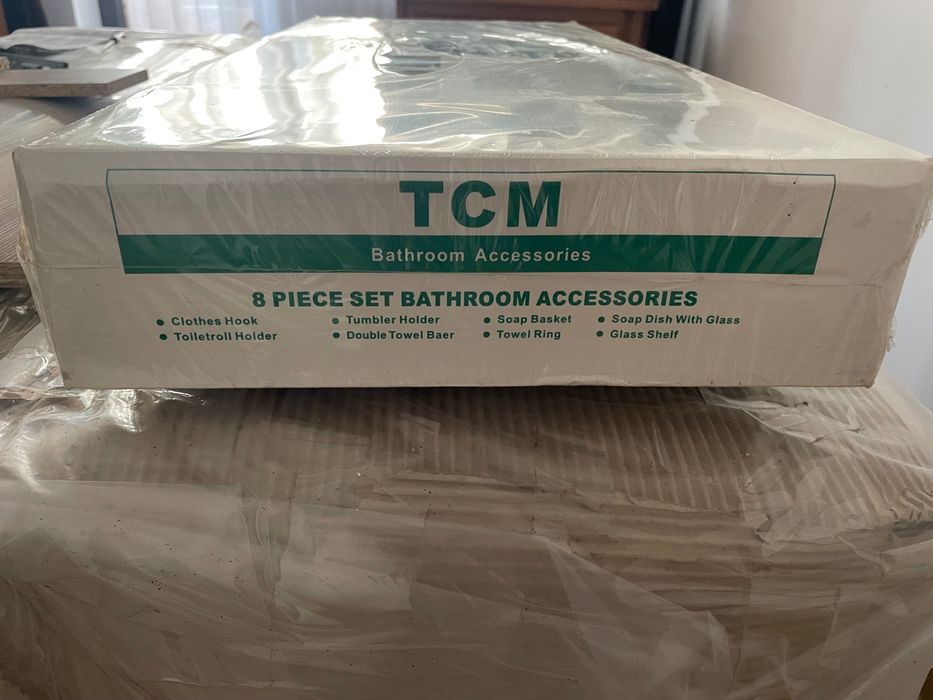 TCM
Bathroom Accessories
8 PIECE SET BATHROOM ACCESSORIES
● Clothes Hook ● Tumbler Holder ● Soap Basket ● Soap Dish With Glass
● Toiletroll Holder ● Double Towel Baer ● Towel Ring ● Glass Shelf